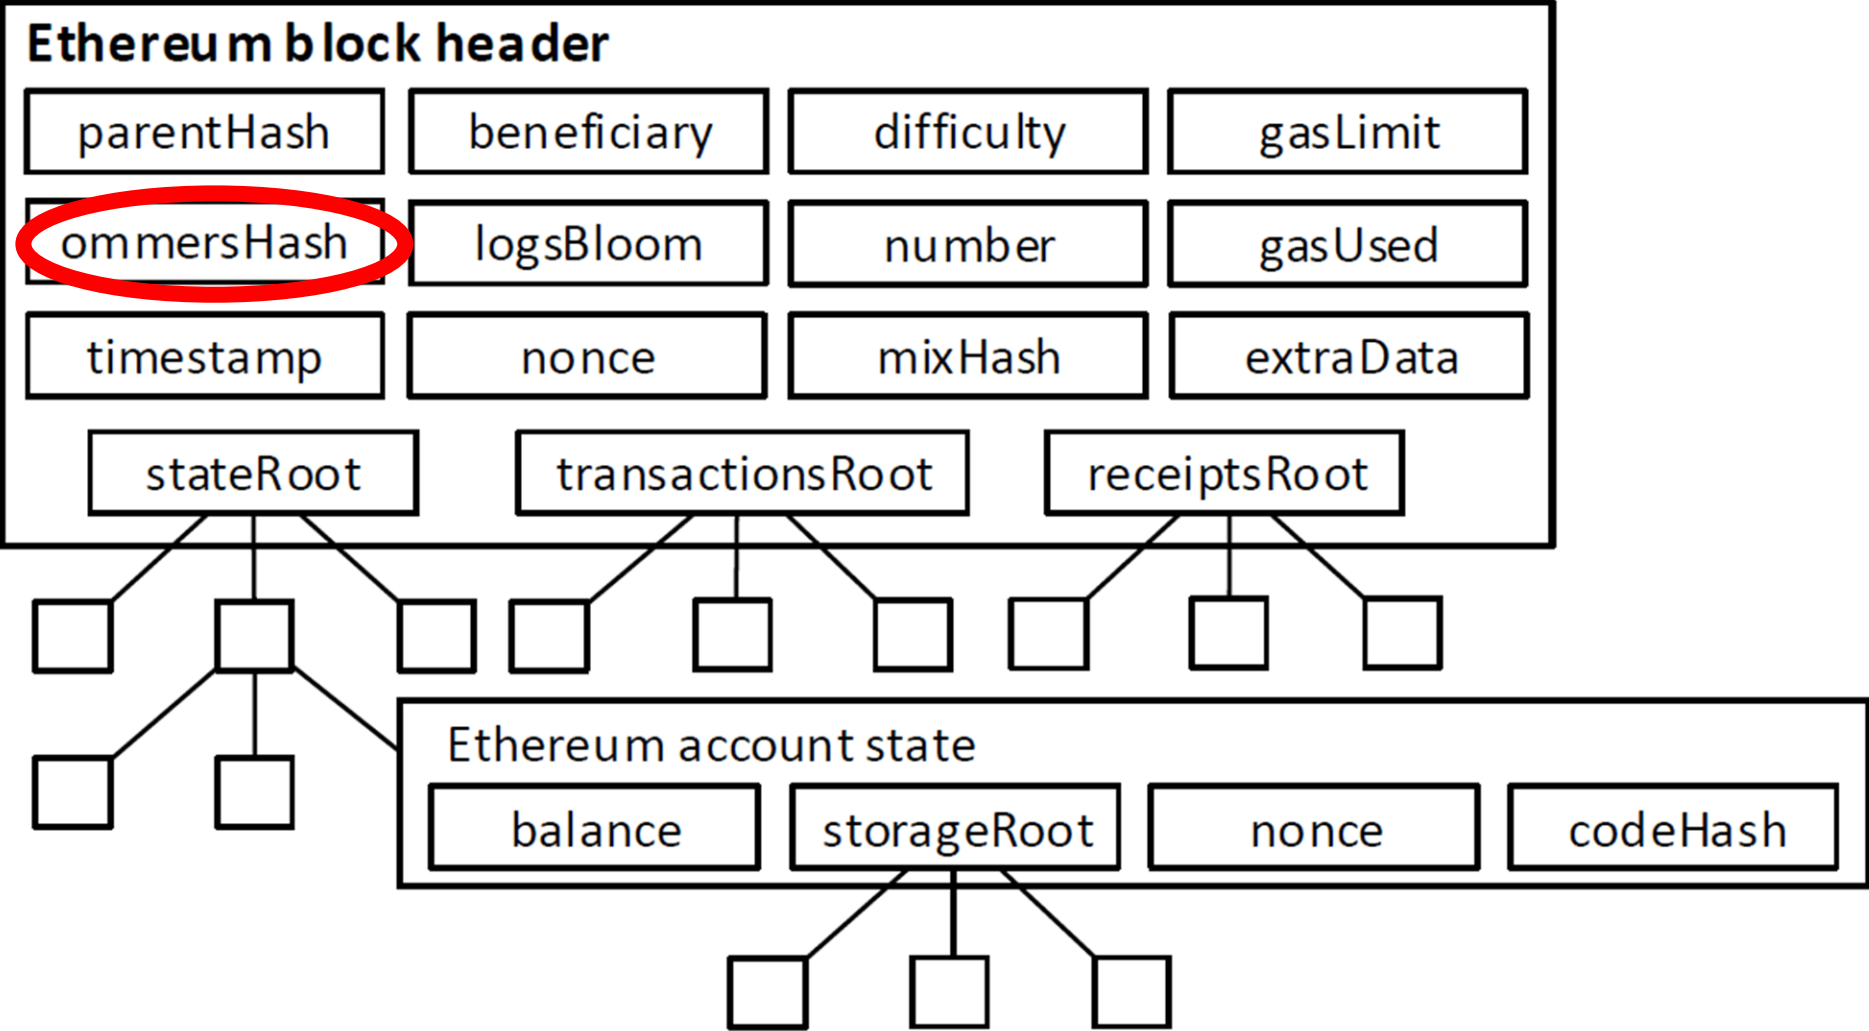 Ethereum block header
parentHash beneficiary difficulty gasLimit
ommersHash logsBloom number gasUsed
timestamp nonce mixHash extraData
stateRoot transactionsRoot receiptsRoot
Ethereum account state
balance storageRoot nonce codeHash